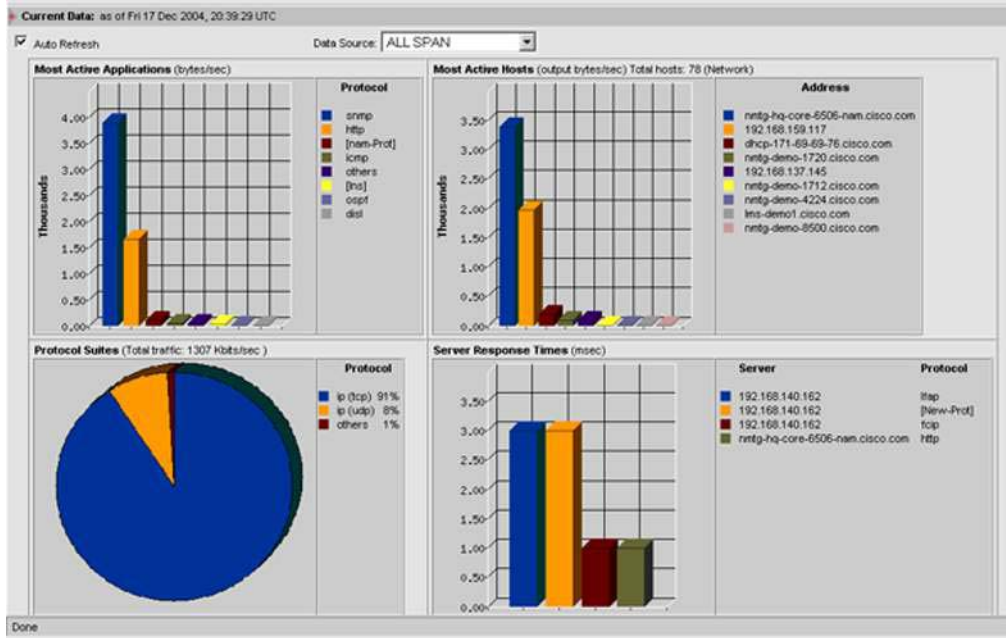 Current Data: as of Fri 17 Dec 2004, 20:39:29 UTC
Auto Refresh
Data Source: ALL SPAN
Most Active Applications (bytes/sec)
Thousands
4.00
3.50
3.00
2.50
2.00
1.50
1.00
0.50
0.00
Protocol
snmp
http
[nam-Prot]
icmp
others
[lns]
ospf
disl
Most Active Hosts (output bytes/sec) Total hosts: 78 (Network)
Thousands
3.50
3.00
2.50
2.00
1.50
1.00
0.50
0.00
Address
nmtg-hq-core-6506-nam.cisco.com
192.168.159.117
dhcp-171-69-69-76.cisco.com
nmtg-demo-1720.cisco.com
192.168.137.145
nmtg-demo-1712.cisco.com
nmtg-demo-4224.cisco.com
lms-demo1.cisco.com
nmtg-demo-8500.cisco.com
Protocol Suites (Total traffic: 1307 Kbits/sec )
Protocol
ip (tcp) 91%
ip (udp) 8%
others 1%
Server Response Times (msec)
3.50
3.00
2.50
2.00
1.50
1.00
0.50
0.00
Server Protocol
192.168.140.162 lfap
192.168.140.162 [New-Prot]
192.168.140.162 fcip
nmtg-hq-core-6506-nam.cisco.com http
Done